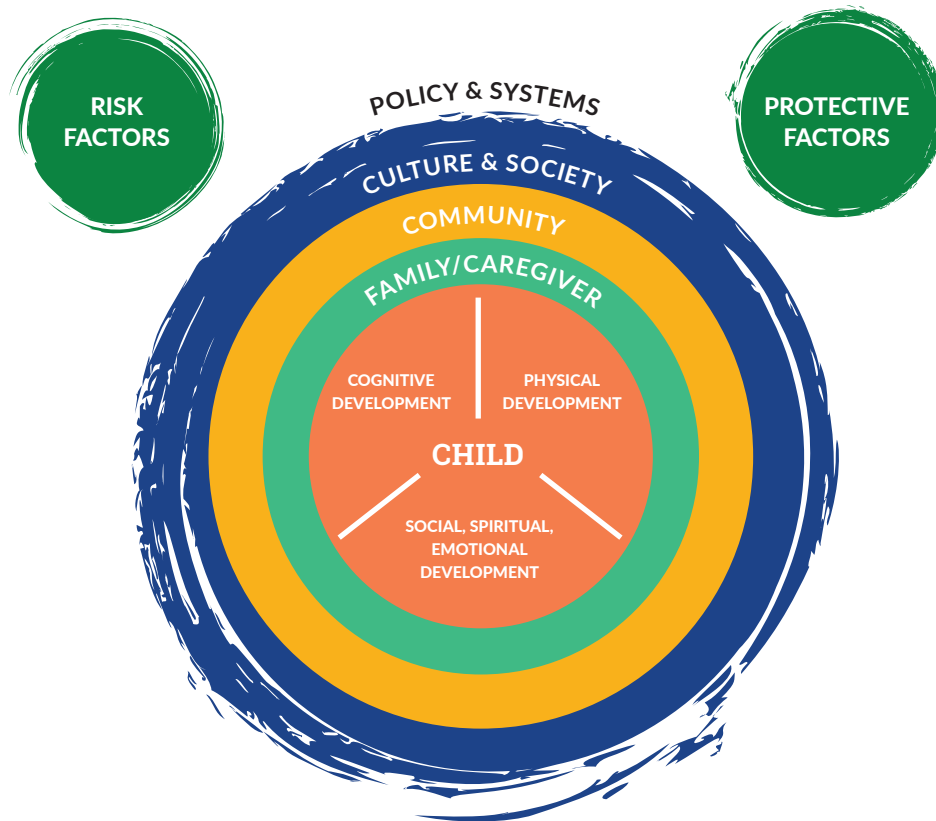 RISK
FACTORS
PROTECTIVE
FACTORS
POLICY & SYSTEMS
CULTURE & SOCIETY
COMMUNITY
FAMILY/CAREGIVER
COGNITIVE
DEVELOPMENT
PHYSICAL
DEVELOPMENT
CHILD
SOCIAL, SPIRITUAL,
EMOTIONAL
DEVELOPMENT